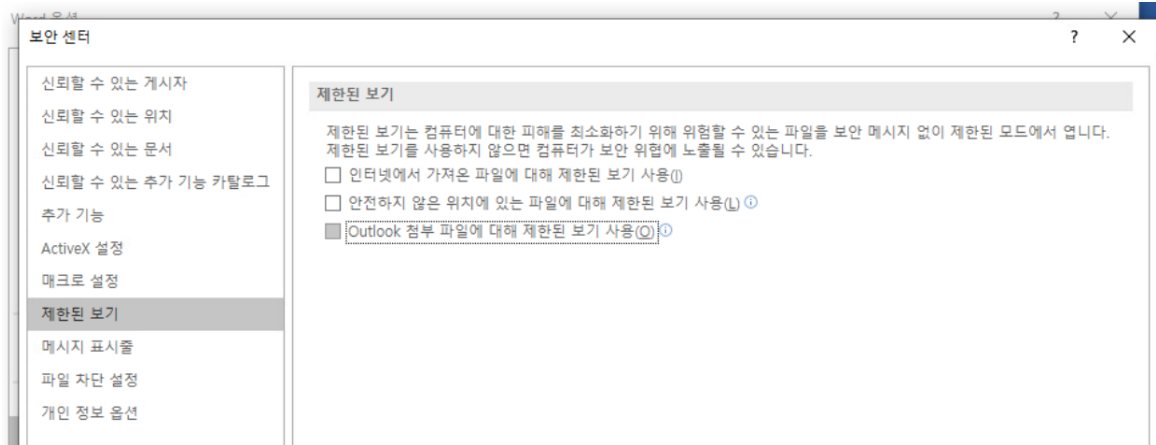 Word 옵션
보안 센터
신뢰할 수 있는 게시자
신뢰할 수 있는 위치
신뢰할 수 있는 문서
신뢰할 수 있는 추가 기능 카탈로그
추가 기능
ActiveX 설정
매크로 설정
제한된 보기
메시지 표시줄
파일 차단 설정
개인 정보 옵션
제한된 보기
제한된 보기는 컴퓨터에 대한 피해를 최소화하기 위해 위험할 수 있는 파일을 보안 메시지 없이 제한된 모드에서 엽니다.
제한된 보기를 사용하지 않으면 컴퓨터가 보안 위협에 노출될 수 있습니다.
인터넷에서 가져온 파일에 대해 제한된 보기 사용(I)
안전하지 않은 위치에 있는 파일에 대해 제한된 보기 사용(L)
Outlook 첨부 파일에 대해 제한된 보기 사용(O)